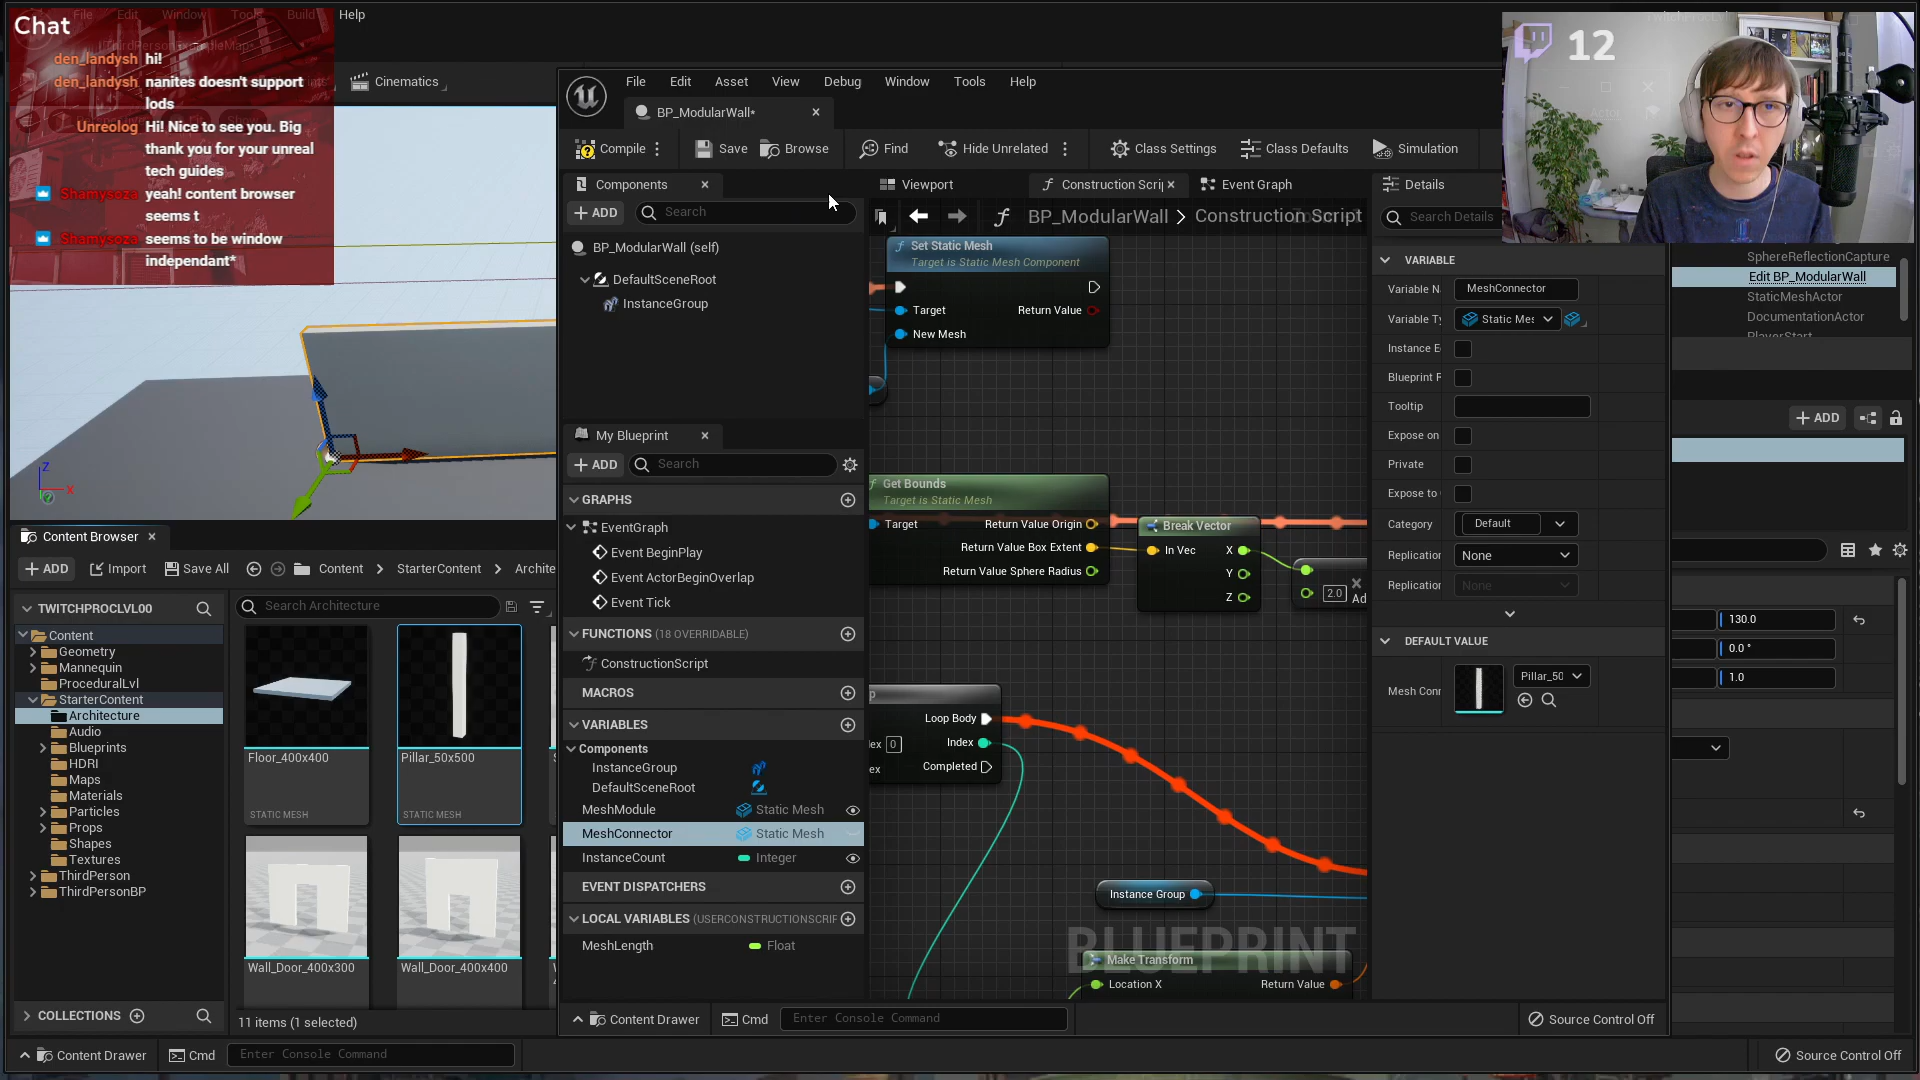 Chat
File Edit Window Tools Build Help
den_landysh hi!
den_landysh nanites doesn't support
lods
Unreolog Hi! Nice to see you. Big
thank you for your unreal
tech guides
Shamysoza yeah! content browser
seems t
Shamysoza seems to be window
independant*
Cinematics
12
File Edit Asset View Debug Window Tools Help
BP_ModularWall*
Compile Save Browse Find Hide Unrelated Class Settings Class Defaults Simulation
Components
ADD Search
BP_ModularWall (self)
DefaultSceneRoot
InstanceGroup
My Blueprint
ADD Search
GRAPHS
EventGraph
Event BeginPlay
Event ActorBeginOverlap
Event Tick
FUNCTIONS (18 OVERRIDABLE)
ConstructionScript
MACROS
VARIABLES
Components
InstanceGroup
DefaultSceneRoot
MeshModule Static Mesh
MeshConnector Static Mesh
InstanceCount Integer
EVENT DISPATCHERS
LOCAL VARIABLES (USERCONSTRUCTIONSCRIF
MeshLength Float
Viewport Construction Scrip Event Graph
BP_ModularWall > Construction Script
Set Static Mesh
Target is Static Mesh Component
Target Return Value
New Mesh
Get Bounds
Target is Static Mesh
Target Return Value Origin
Return Value Box Extent
Return Value Sphere Radius
Break Vector
In Vec X
Y
Z
2.0 Ad
Loop Body
dex 0 Index
ex Completed
Instance Group
BLUEPRINT
Make Transform
Location X Return Value
Details
Search Details
VARIABLE
Variable N MeshConnector
Variable Ty Static Mes
Instance E
Blueprint F
Tooltip
Expose on
Private
Expose to
Category Default
Replication None
Replication None
DEFAULT VALUE
Mesh Conn Pillar_50
SphereReflectionCapture
Edit BP_ModularWall
StaticMeshActor
DocumentationActor
PlayerStart
ADD
130.0
0.0 °
1.0
Z
X
Content Browser
ADD Import Save All Content > StarterContent > Archite
TWITCHPROCLVL00
Search Architecture
Content
Geometry
Mannequin
ProceduralLvl
StarterContent
Architecture
Audio
Blueprints
HDRI
Maps
Materials
Particles
Props
Shapes
Textures
ThirdPerson
ThirdPersonBP
COLLECTIONS
Floor_400x400
STATIC MESH
Pillar_50x500
STATIC MESH
Wall_Door_400x300
Wall_Door_400x400
11 items (1 selected)
Content Drawer Cmd Enter Console Command Source Control Off
Content Drawer Cmd Enter Console Command Source Control Off